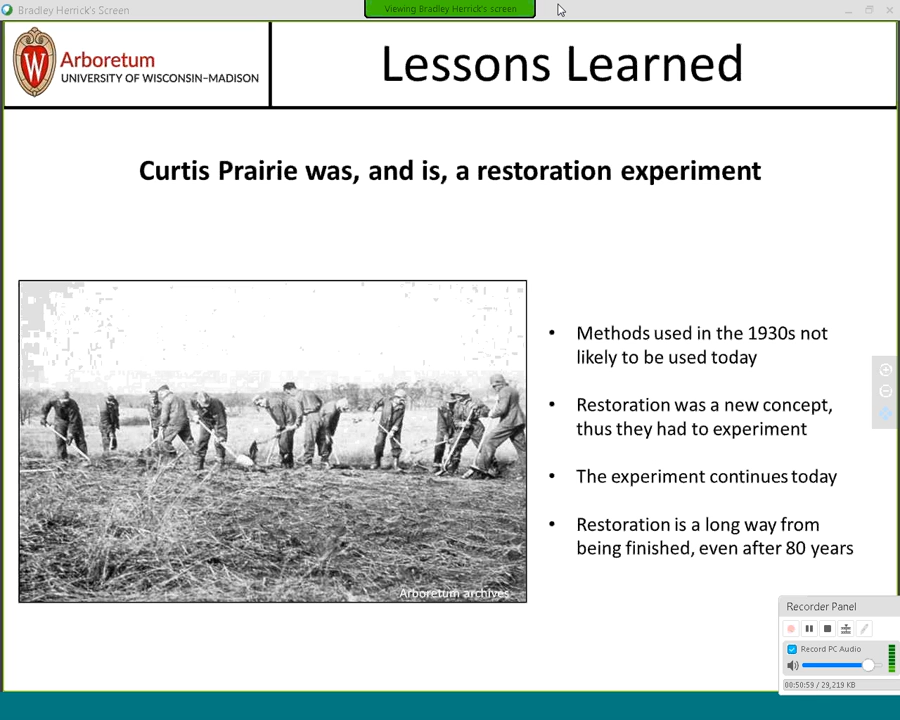 Bradley Herrick's Screen
Viewing Bradley Herrick's screen
W
Arboretum
UNIVERSITY OF WISCONSIN–MADISON
Lessons Learned
Curtis Prairie was, and is, a restoration experiment
• Methods used in the 1930s not
likely to be used today
• Restoration was a new concept,
thus they had to experiment
• The experiment continues today
• Restoration is a long way from
being finished, even after 80 years
Arboretum archives
Recorder Panel
Record PC Audio
00:50:59 / 29,219 KB